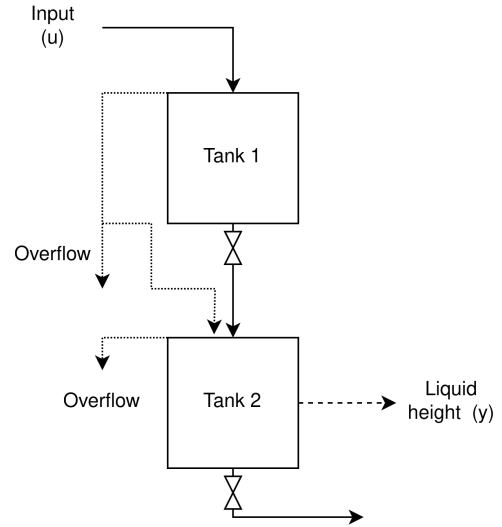 Input
(u)
Tank 1
Overflow
Tank 2
Overflow
Liquid
height (y)